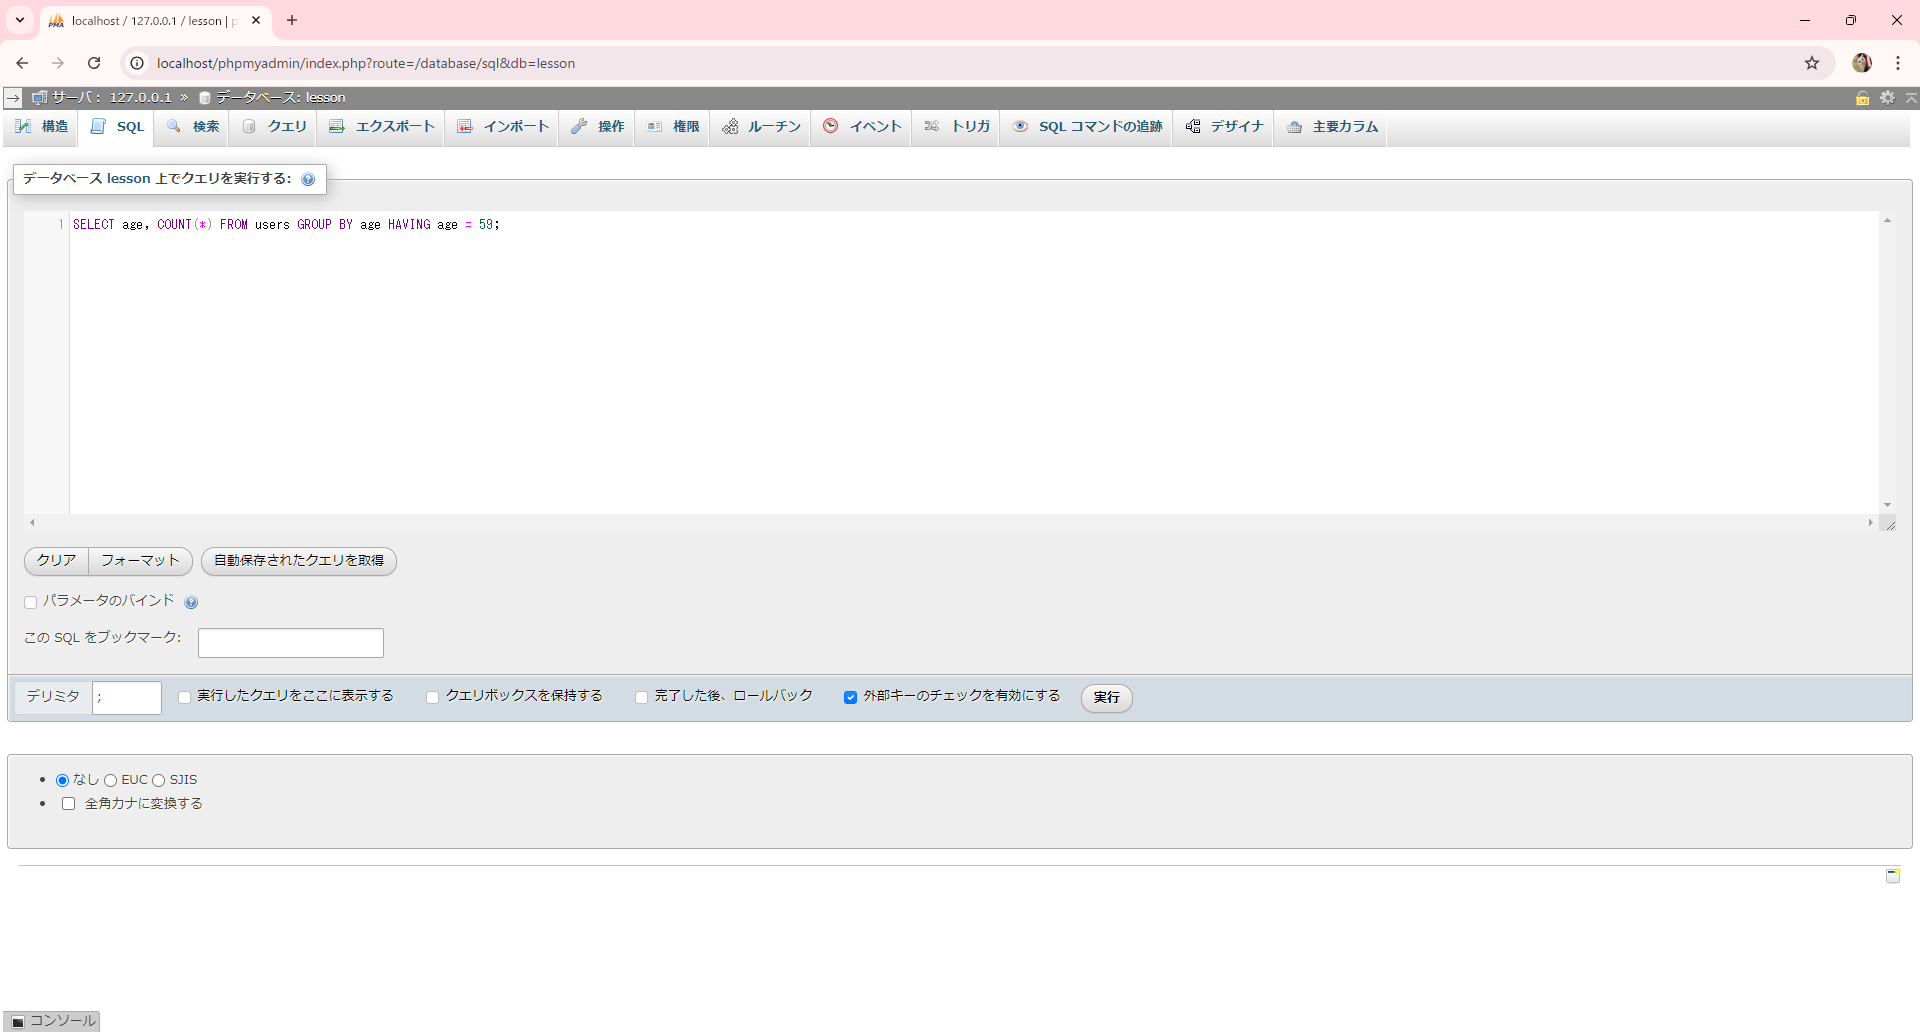 localhost / 127.0.0.1 / lesson | p
localhost/phpmyadmin/index.php?route=/database/sql&db=lesson
サーバ: 127.0.0.1 » データベース: lesson
構造 SQL 検索 クエリ エクスポート インポート 操作 権限 ルーチン イベント トリガ SQL コマンドの追跡 デザイナ 主要カラム
データベース lesson 上でクエリを実行する:
1 SELECT age, COUNT(*) FROM users GROUP BY age HAVING age = 59;
クリア フォーマット 自動保存されたクエリを取得
パラメータのバインド
この SQL をブックマーク:
デリミタ ; 実行したクエリをここに表示する クエリボックスを保持する 完了した後、ロールバック 外部キーのチェックを有効にする 実行
なし EUC SJIS
全角カナに変換する
コンソール